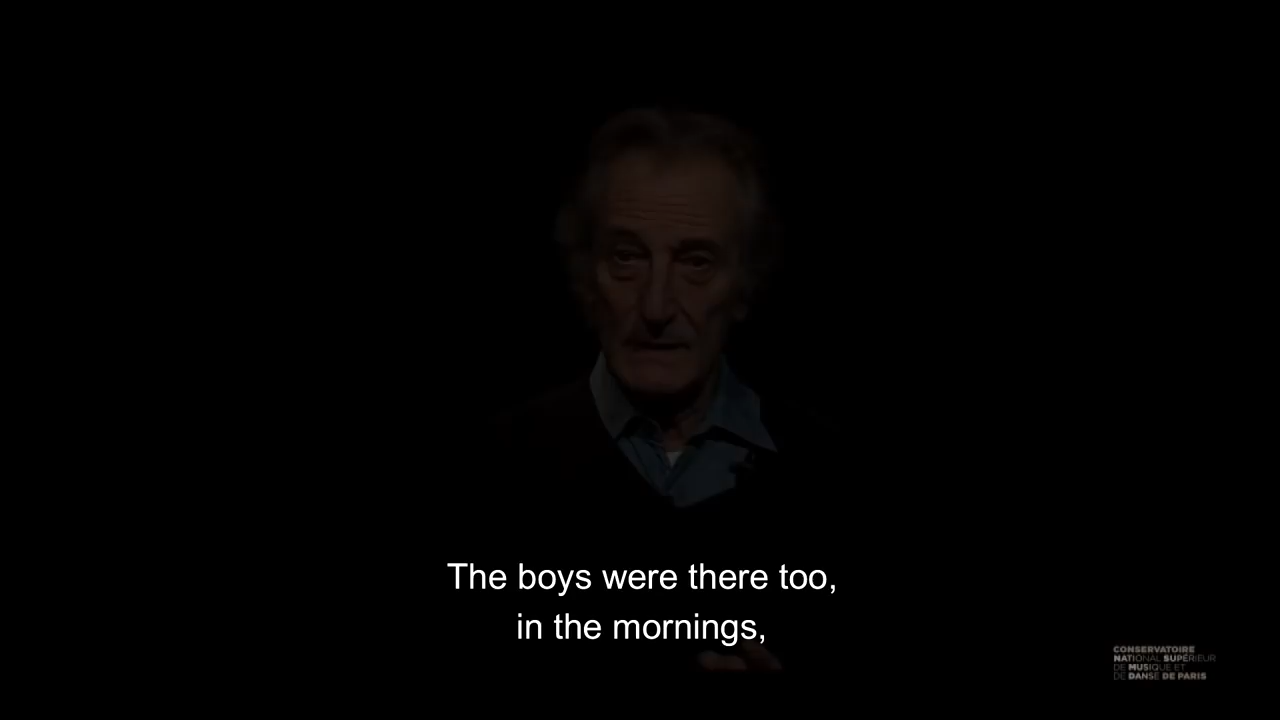 The boys were there too,
in the mornings,
CONSERVATOIRE
NATIONAL SUPÉRIEUR
DE MUSIQUE ET
DE DANSE DE PARIS